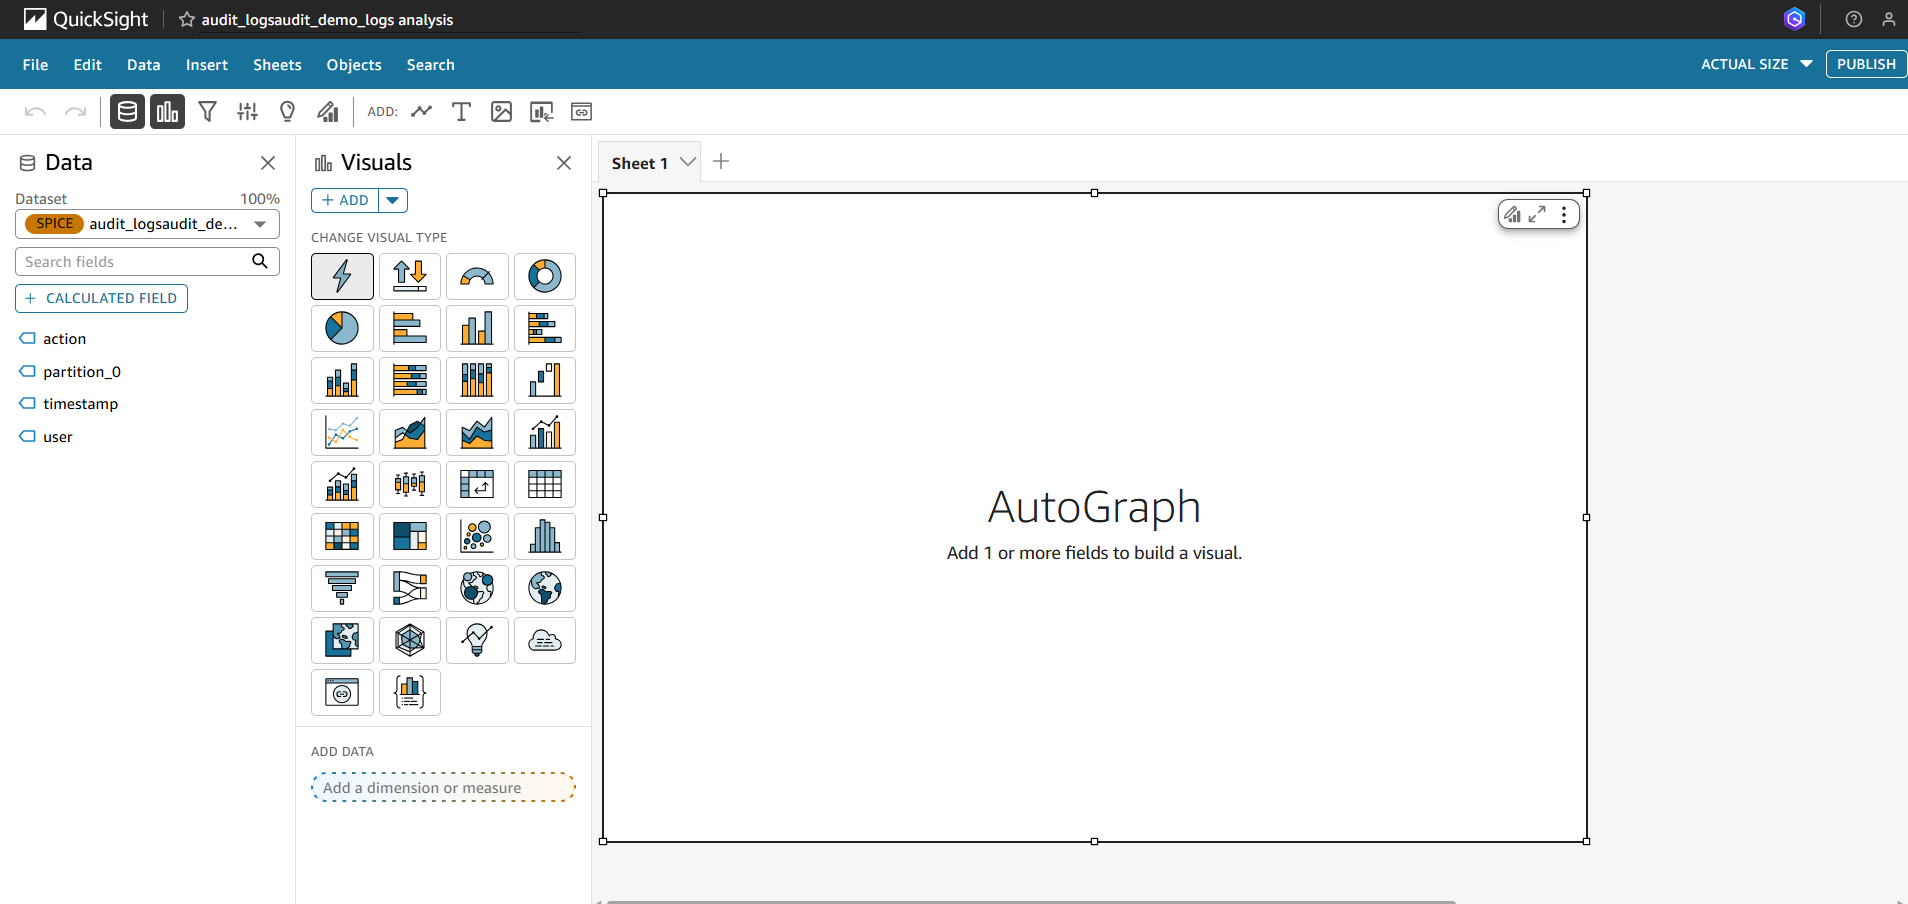 QuickSight
audit_logsaudit_demo_logs analysis
File Edit Data Insert Sheets Objects Search
ACTUAL SIZE
PUBLISH
ADD:
Data
Dataset 100%
SPICE audit_logsaudit_de...
Search fields
+ CALCULATED FIELD
action
partition_0
timestamp
user
Visuals
+ ADD
CHANGE VISUAL TYPE
ADD DATA
Add a dimension or measure
Sheet 1
AutoGraph
Add 1 or more fields to build a visual.